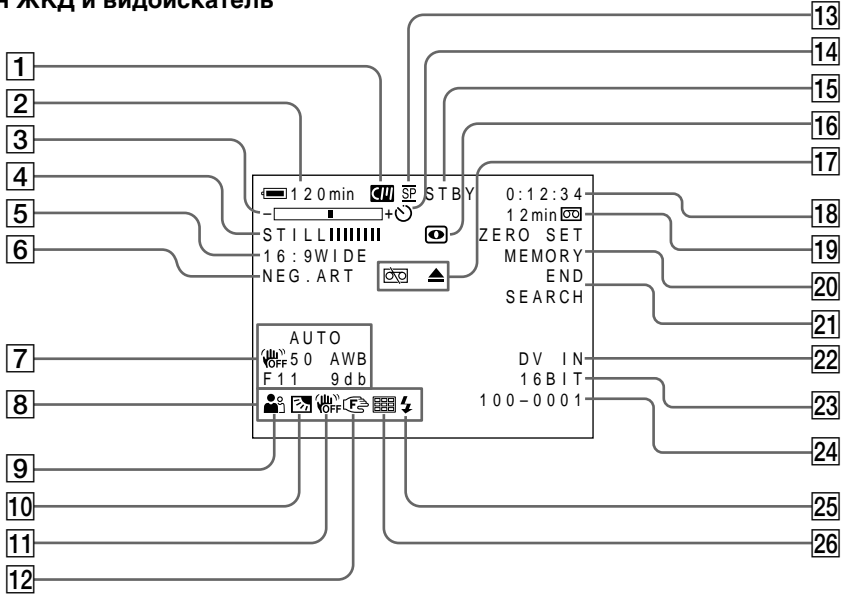 н ЖКД и видоискатель
1
2
3
4
5
6
7
8
9
10
11
12
13
14
15
16
17
18
19
20
21
22
23
24
25
26
120min SP STBY 0:12:34
− + 12min
STILL ZERO SET
16:9WIDE MEMORY
NEG.ART END
SEARCH
AUTO
OFF 50 AWB DV IN
F11 9db 16BIT
OFF F 100–0001